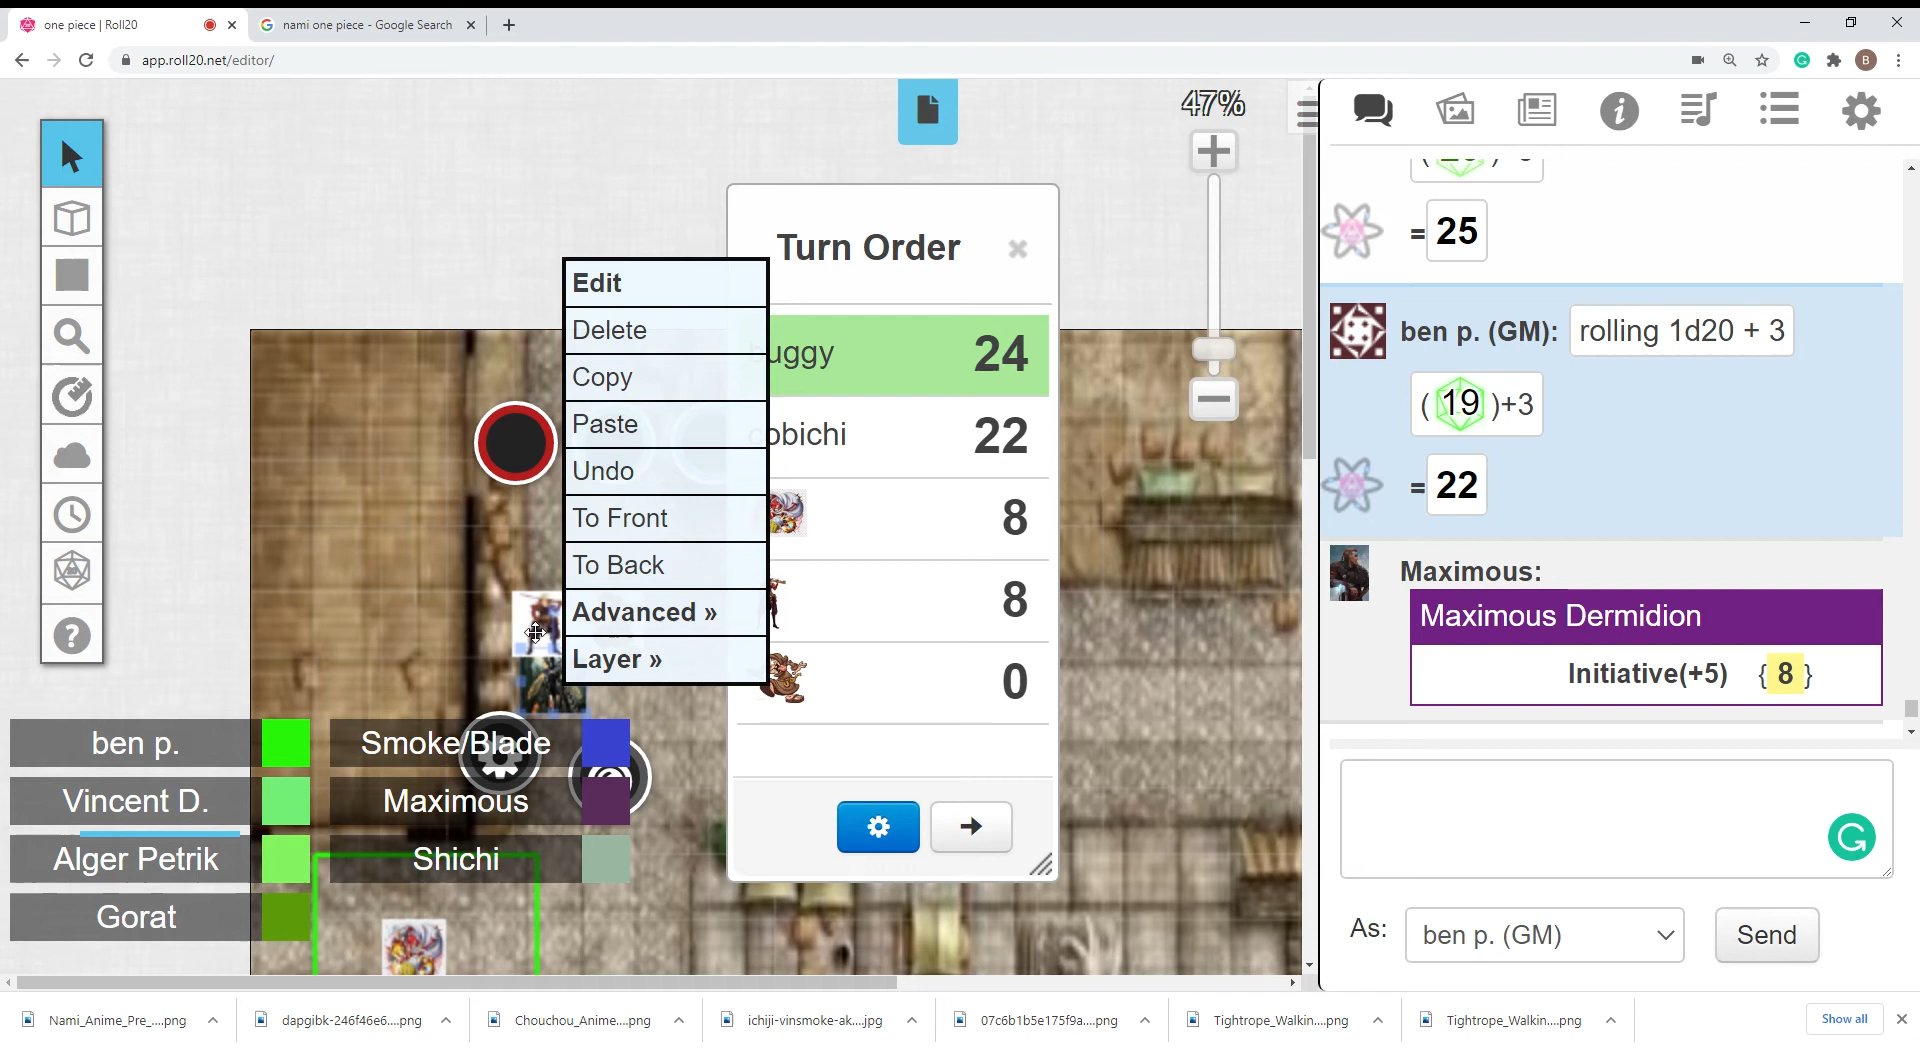 one piece | Roll20
nami one piece - Google Search
app.roll20.net/editor/
B
47%
Turn Order
Edit
Delete
Copy
Paste
Undo
To Front
To Back
Advanced »
Layer »
uggy 24
obichi 22
8
8
0
= 25
ben p. (GM): rolling 1d20 + 3
(19)+3
= 22
Maximous:
Maximous Dermidion
Initiative(+5) {8}
ben p.
Smoke/Blade
Vincent D.
Maximous
Alger Petrik
Shichi
Gorat
As: ben p. (GM) Send
Nami_Anime_Pre_....png
dapgibk-246f46e6....png
Chouchou_Anime....png
ichiji-vinsmoke-ak....jpg
07c6b1b5e175f9a....png
Tightrope_Walkin....png
Tightrope_Walkin....png
Show all